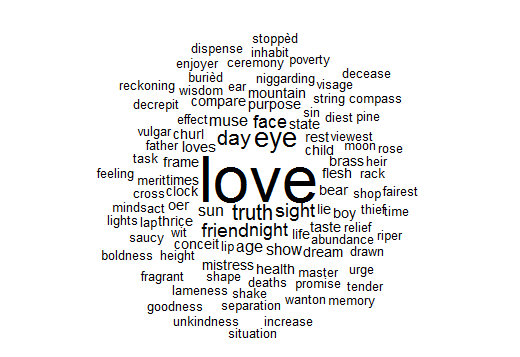 stoppèd
dispense inhabit
enjoyer ceremony poverty
burièd niggarding decease
reckoning wisdom ear mountain visage
decrepit compare purpose string compass
effect muse face sin diest pine
vulgar churl day eye state rest viewest
father loves child moon rose
task frame brass heir
feeling merit times love flesh rack
cross clock bear shop fairest
minds act oer sun truth sight lie boy thief time
lights lap thrice friend night life taste relief
saucy wit conceit lip age show abundance riper
boldness height dream drawn
mistress health master urge
fragrant shape deaths promise tender
lameness shake wanton memory
goodness separation
unkindness increase
situation